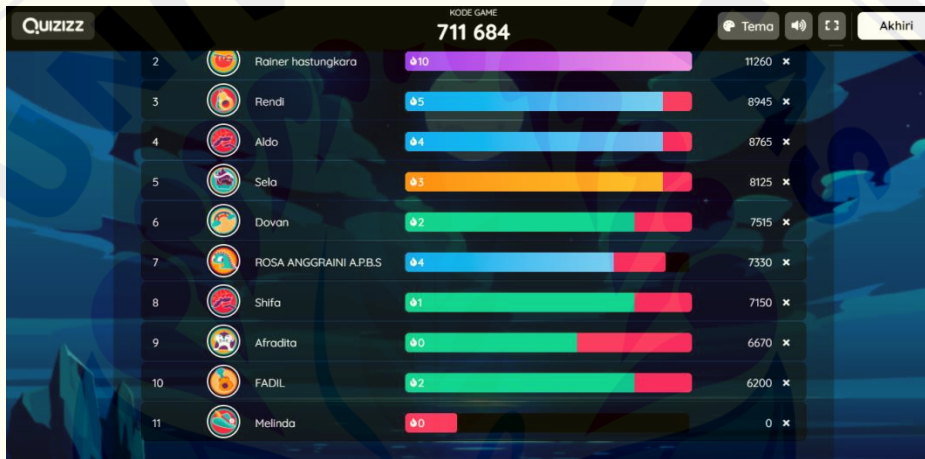 QUIZIZZ
KODE GAME
711 684
Tema
Akhiri
2 Rainer hastungkara 10 11260 ×
3 Rendi 5 8945 ×
4 Aldo 4 8765 ×
5 Sela 3 8125 ×
6 Dovan 2 7515 ×
7 ROSA ANGGRAINI A.P.B.S 4 7330 ×
8 Shifa 1 7150 ×
9 Afradita 0 6670 ×
10 FADIL 2 6200 ×
11 Melinda 0 0 ×